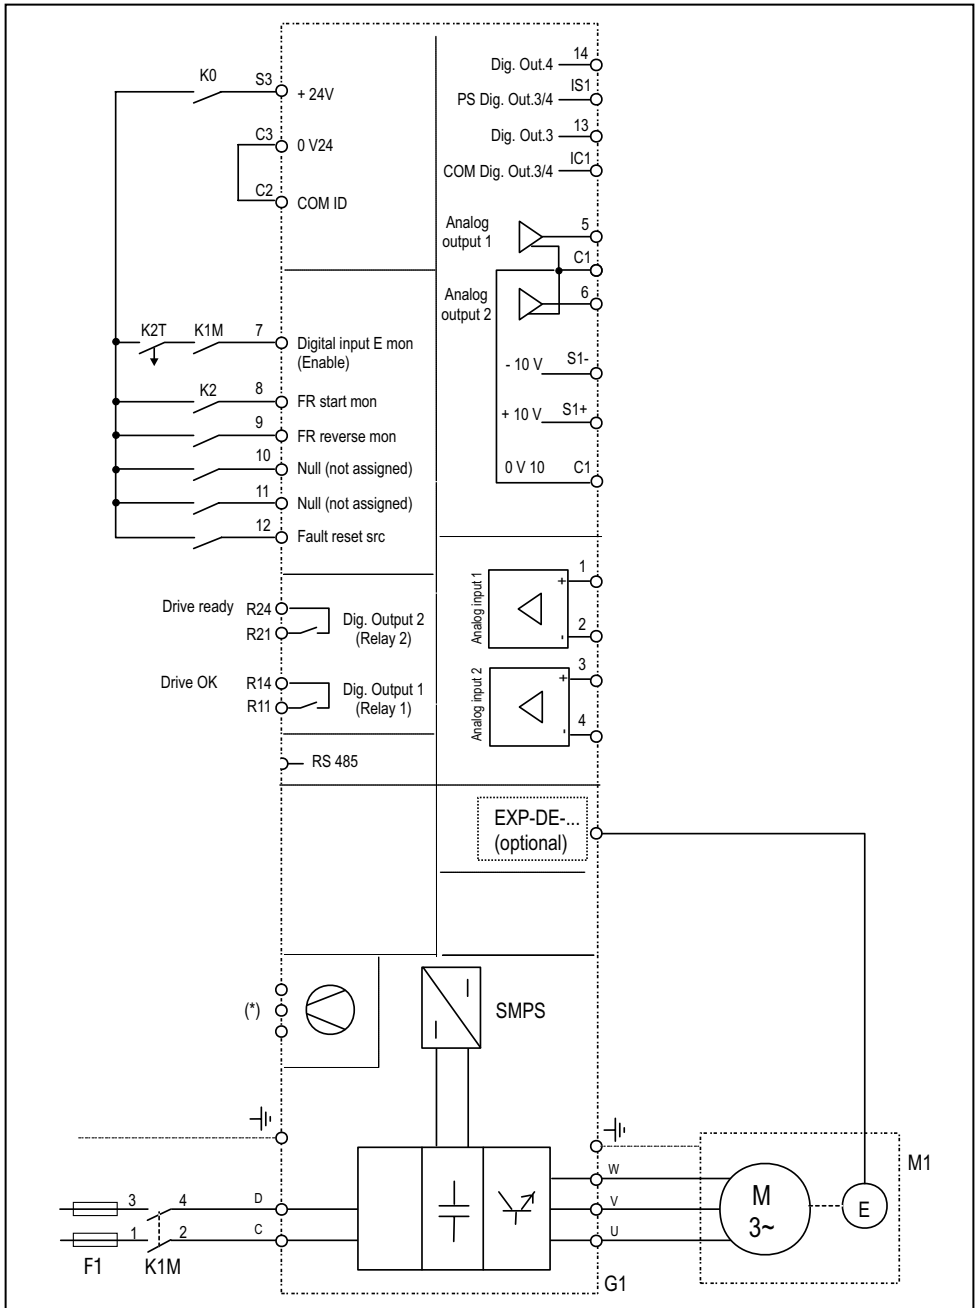 K0
S3
+ 24V
C3
0 V24
C2
COM ID
K2T
K1M
7
Digital input E mon
(Enable)
K2
8
FR start mon
9
FR reverse mon
10
Null (not assigned)
11
Null (not assigned)
12
Fault reset src
Drive ready
R24
R21
Dig. Output 2
(Relay 2)
Drive OK
R14
R11
Dig. Output 1
(Relay 1)
RS 485
14
Dig. Out.4
IS1
PS Dig. Out.3/4
13
Dig. Out.3
IC1
COM Dig. Out.3/4
Analog
output 1
5
C1
Analog
output 2
6
- 10 V
S1-
+ 10 V
S1+
0 V 10
C1
Analog input 1
+
-
1
2
Analog input 2
+
-
3
4
EXP-DE-...
(optional)
(*)
SMPS
3
4
D
1
2
C
F1
K1M
W
V
U
G1
M
3~
E
M1